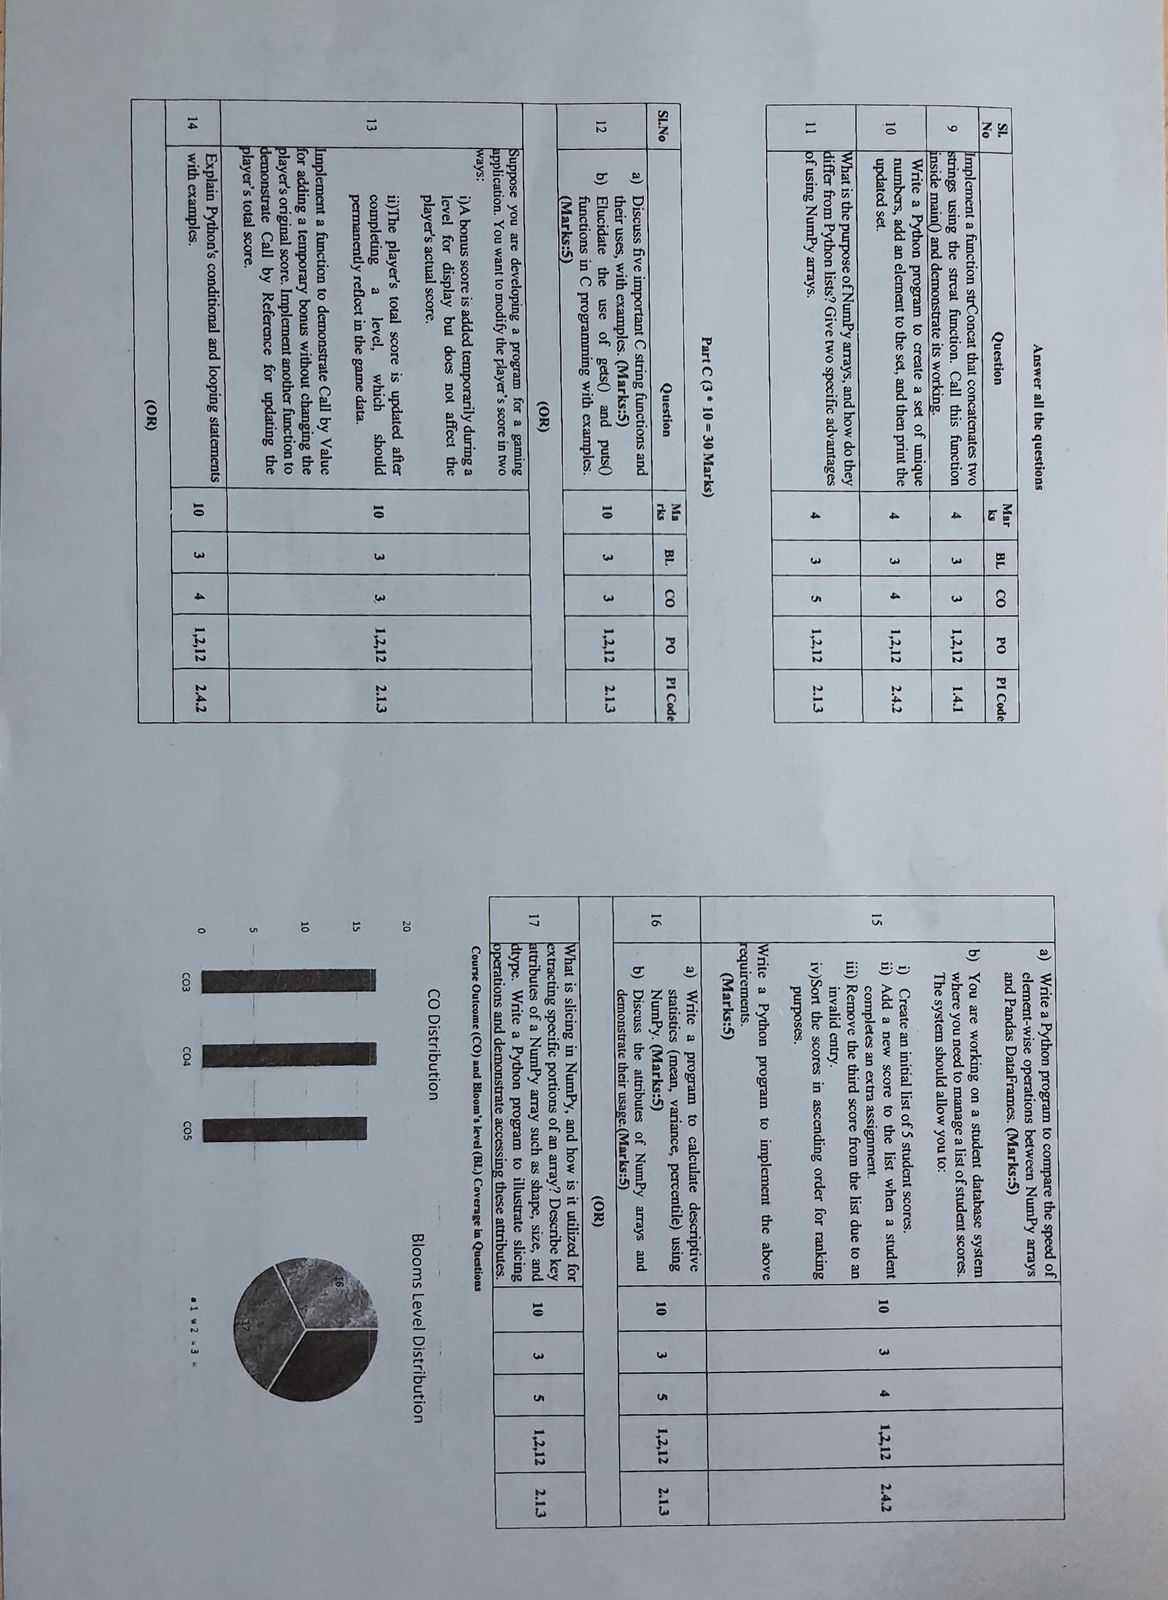 Answer all the questions
SI. No Question Mar ks BL CO PO PI Code
Implement a function strConcat that concatenates two
9 strings using the strcat function. Call this function 4 3 3 1,2,12 1.4.1
inside main() and demonstrate its working.
Write a Python program to create a set of unique
10 numbers, add an element to the set, and then print the 4 3 4 1,2,12 2.4.2
updated set.
What is the purpose of NumPy arrays, and how do they
differ from Python lists? Give two specific advantages
11 of using NumPy arrays. 4 3 5 1,2,12 2.1.3
Part C (3 * 10 = 30 Marks)
SI.No Question Ma rks BL CO PO PI Code
a) Discuss five important C string functions and
their uses, with examples. (Marks:5)
12 b) Elucidate the use of gets() and puts() 10 3 3 1,2,12 2.1.3
functions in C programming with examples.
(Marks:5)
(OR)
Suppose you are developing a program for a gaming
application. You want to modify the player's score in two
ways:
i)A bonus score is added temporarily during a
level for display but does not affect the
player's actual score.
ii)The player's total score is updated after
13 completing a level, which should 10 3 3 1,2,12 2.1.3
permanently reflect in the game data.
Implement a function to demonstrate Call by Value
for adding a temporary bonus without changing the
player's original score. Implement another function to
demonstrate Call by Reference for updating the
player's total score.
Explain Python's conditional and looping statements
14 with examples. 10 3 4 1,2,12 2.4.2
(OR)
a) Write a Python program to compare the speed of
element-wise operations between NumPy arrays
and Pandas DataFrames. (Marks:5)
b) You are working on a student database system
where you need to manage a list of student scores.
The system should allow you to:
i) Create an initial list of 5 student scores.
15 ii) Add a new score to the list when a student 10 3 4 1,2,12 2.4.2
completes an extra assignment.
iii) Remove the third score from the list due to an
invalid entry.
iv)Sort the scores in ascending order for ranking
purposes.
Write a Python program to implement the above
requirements.
(Marks:5)
a) Write a program to calculate descriptive
statistics (mean, variance, percentile) using
16 NumPy. (Marks:5) 10 3 5 1,2,12 2.1.3
b) Discuss the attributes of NumPy arrays and
demonstrate their usage.(Marks:5)
(OR)
What is slicing in NumPy, and how is it utilized for
extracting specific portions of an array? Describe key
17 attributes of a NumPy array such as shape, size, and 10 3 5 1,2,12 2.1.3
dtype. Write a Python program to illustrate slicing
operations and demonstrate accessing these attributes.
Course Outcome (CO) and Bloom's level (BL) Coverage in Questions
CO Distribution
20
15
10
5
0
CO3 CO4 CO5
Blooms Level Distribution
16
17
1 2 3